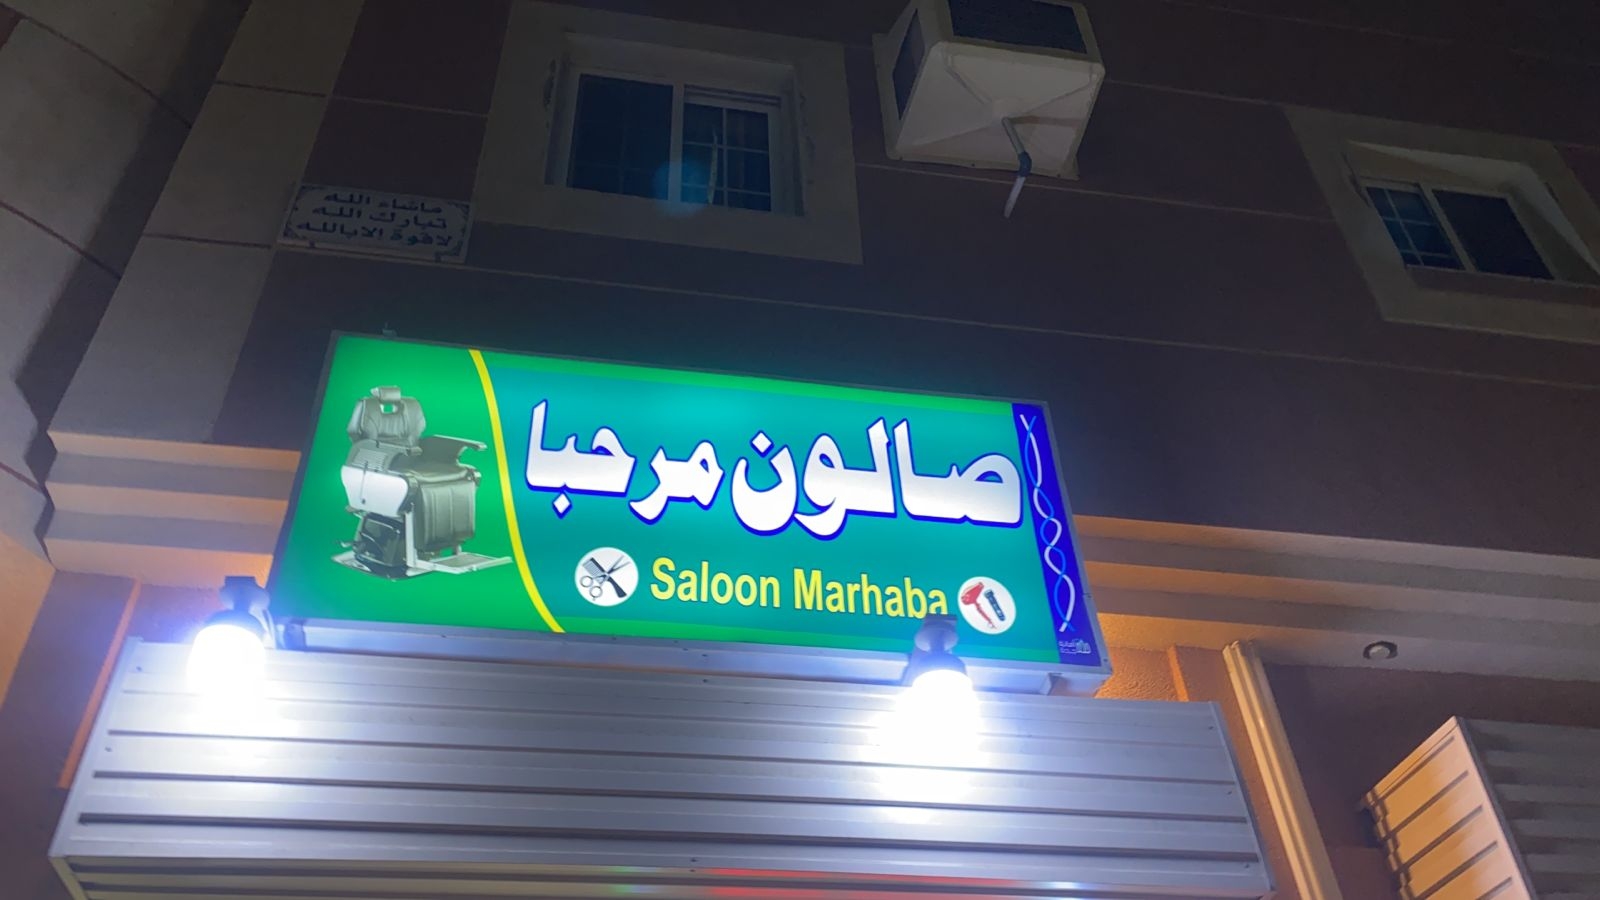 ماشاء الله
تبارك الله
لاقوة الابالله
صالون مرحبا
Saloon Marhaba